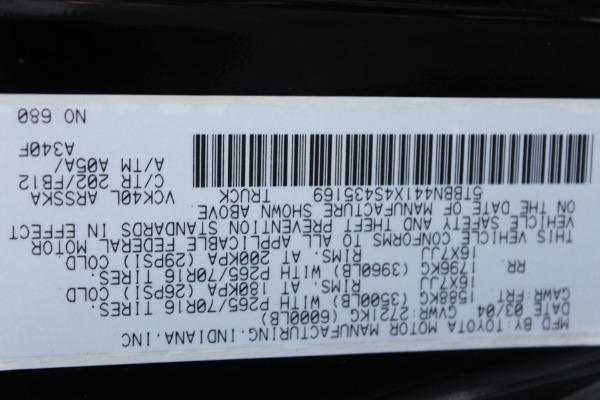 MFD.BY:TOYOTA MOTOR MANUFACTURING.INDIANA.INC
DATE 03/04 GVWR 2721KG (6000LB)
GAWR:FRT 1588KG (3500LB) WITH P265/70R16 TIRES.
16X7JJ RIMS. AT 180KPA (26PSI) COLD
RR 1796KG (3960LB) WITH P265/70R16 TIRES.
16X7JJ RIMS. AT 200KPA (29PSI) COLD
THIS VEHICLE CONFORMS TO ALL APPLICABLE FEDERAL MOTOR
VEHICLE SAFETY AND THEFT PREVENTION STANDARDS IN EFFECT
ON THE DATE OF MANUFACTURE SHOWN ABOVE
5TBBN441X4S435169 TRUCK
VCK40L ARSSKA
C/TR 202/FB12
A/TM A05A/
A340F
NO.680